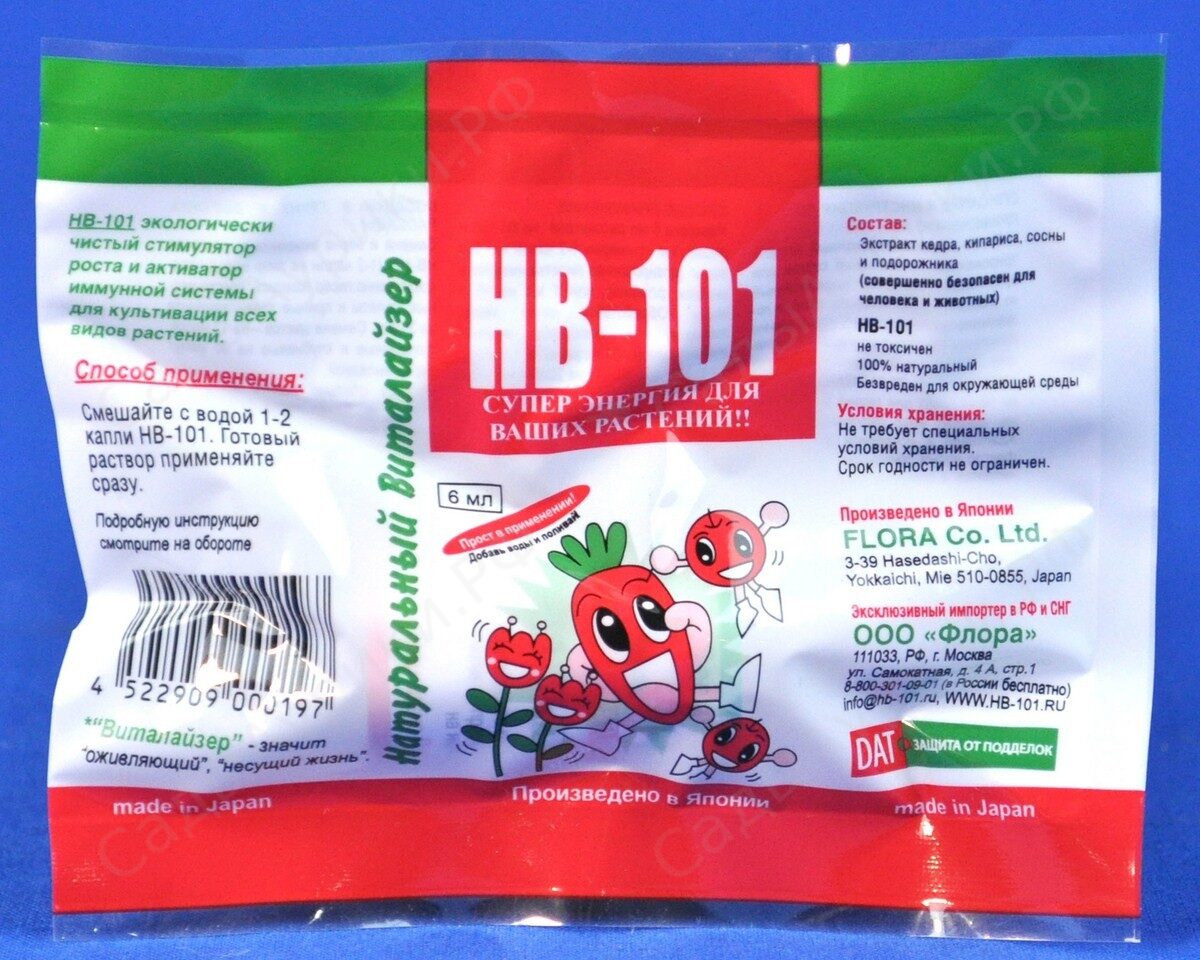 НВ-101 экологически
чистый стимулятор
роста и активатор
иммунной системы
для культивации всех
видов растений.
Способ применения:
Смешайте с водой 1-2
капли НВ-101. Готовый
раствор применяйте
сразу.
Подробную инструкцию
смотрите на обороте
4 522909 000197
*"Виталайзер" - значит
"оживляющий", "несущий жизнь".
made in Japan
Натуральный Виталайзер
НВ-101
СУПЕР ЭНЕРГИЯ ДЛЯ
ВАШИХ РАСТЕНИЙ!!
6 мл
Прост в применении!
Добавь воды и поливай
Произведено в Японии
Состав:
Экстракт кедра, кипариса, сосны
и подорожника
(совершенно безопасен для
человека и животных)
НВ-101
не токсичен
100% натуральный
Безвреден для окружающей среды
Условия хранения:
Не требует специальных
условий хранения.
Срок годности не ограничен.
Произведено в Японии
FLORA Co. Ltd.
3-39 Hasedashi-Cho,
Yokkaichi, Mie 510-0855, Japan
Эксклюзивный импортер в РФ и СНГ
ООО «Флора»
111033, РФ, г. Москва
ул. Самокатная, д. 4 А, стр.1
8-800-301-09-01 (в России бесплатно)
info@hb-101.ru, WWW.HB-101.RU
DAT ЗАЩИТА ОТ ПОДДЕЛОК
made in Japan